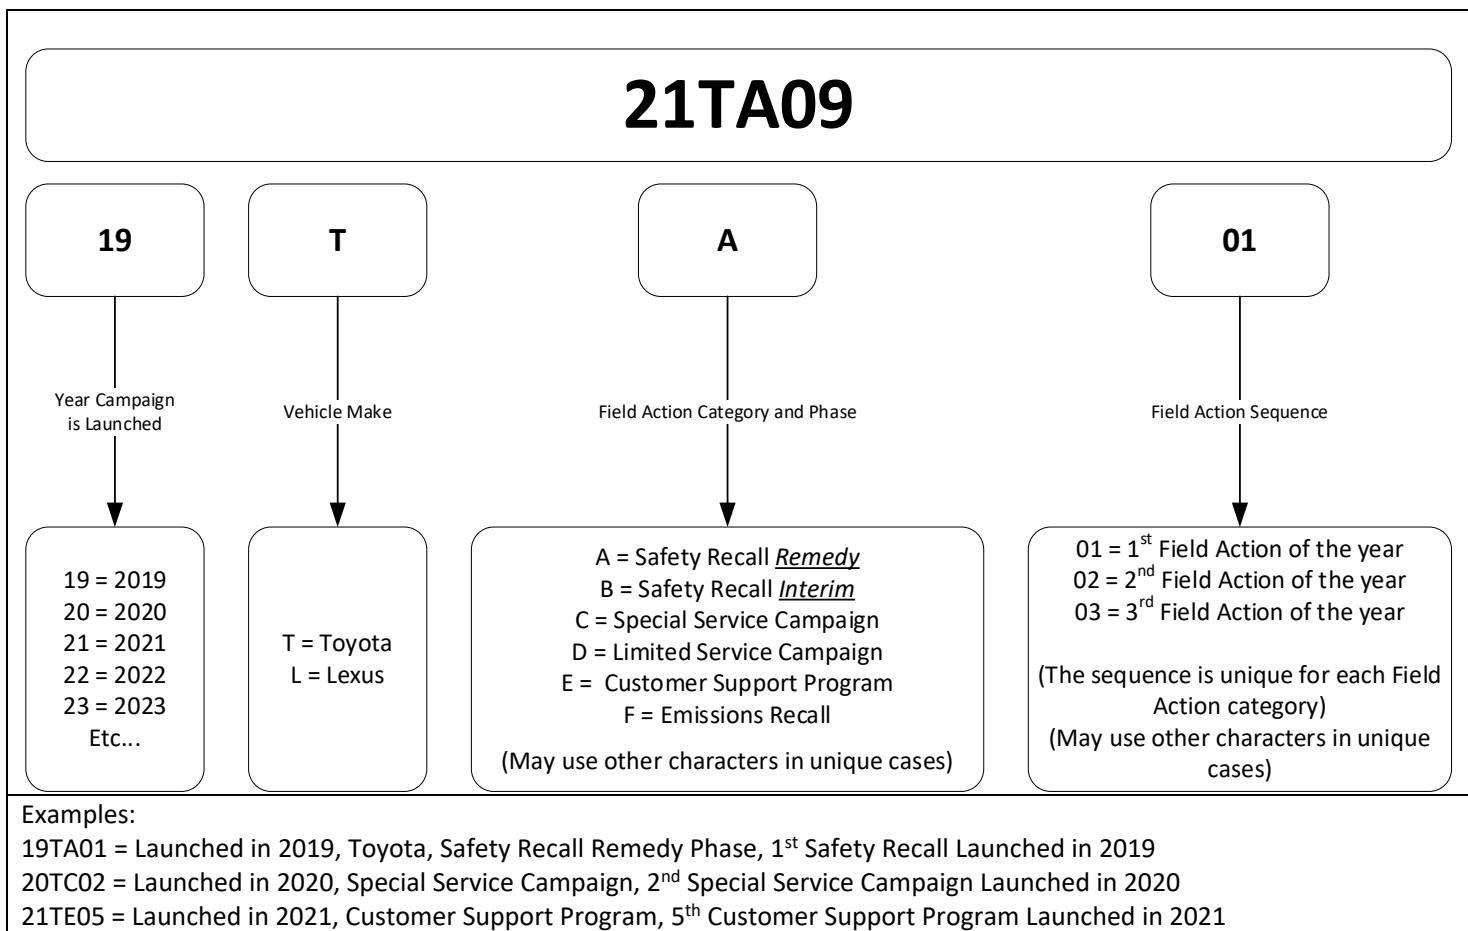 21TA09
19
T
A
01
Year Campaign
is Launched
Vehicle Make
Field Action Category and Phase
Field Action Sequence
19 = 2019
20 = 2020
21 = 2021
22 = 2022
23 = 2023
Etc...
T = Toyota
L = Lexus
A = Safety Recall Remedy
B = Safety Recall Interim
C = Special Service Campaign
D = Limited Service Campaign
E =  Customer Support Program
F = Emissions Recall
(May use other characters in unique cases)
01 = 1st Field Action of the year
02 = 2nd Field Action of the year
03 = 3rd Field Action of the year
(The sequence is unique for each Field
Action category)
(May use other characters in unique
cases)
Examples:
19TA01 = Launched in 2019, Toyota, Safety Recall Remedy Phase, 1st Safety Recall Launched in 2019
20TC02 = Launched in 2020, Special Service Campaign, 2nd Special Service Campaign Launched in 2020
21TE05 = Launched in 2021, Customer Support Program, 5th Customer Support Program Launched in 2021